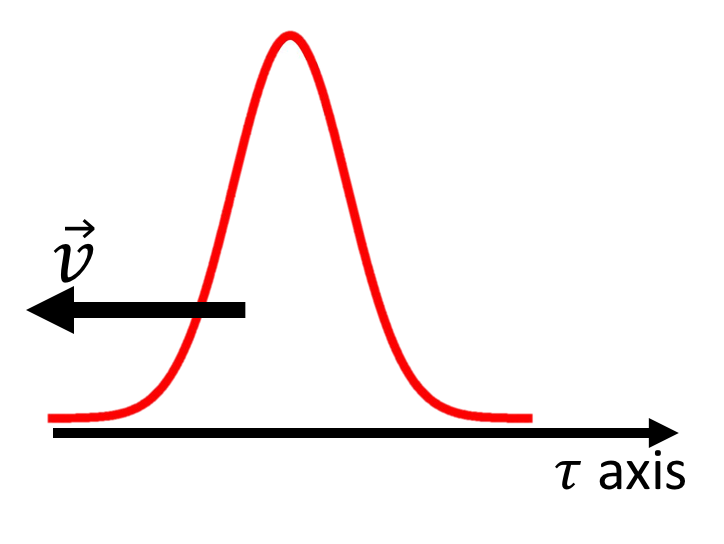 v⃗
τ axis